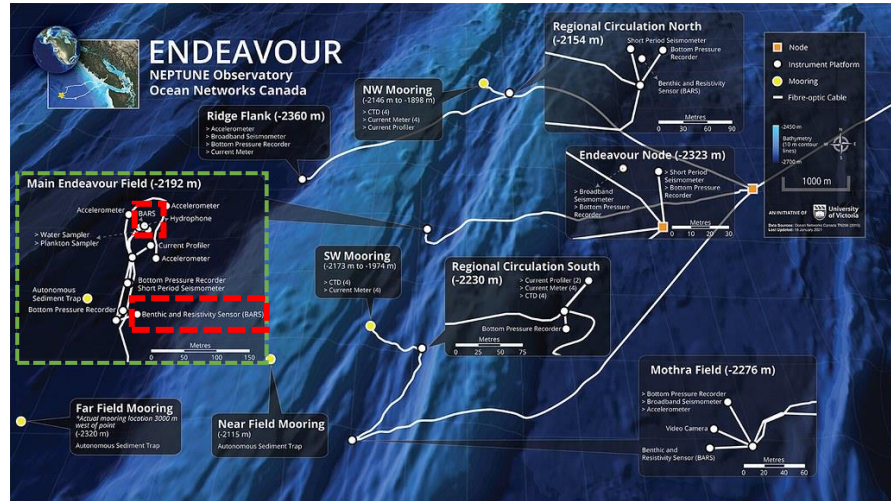 ENDEAVOUR
NEPTUNE Observatory
Ocean Networks Canada
Ridge Flank (-2360 m)
> Accelerometer
> Broadband Seismometer
> Bottom Pressure Recorder
> Current Meter
NW Mooring
(-2146 m to -1898 m)
> CTD (4)
> Current Meter (4)
> Current Profiler
Regional Circulation North
(-2154 m)
Short Period Seismometer
Bottom Pressure
Recorder
Benthic and Resistivity
Sensor (BARS)
Metres
0 30 60 90
Node
Instrument Platform
Mooring
Fibre-optic Cable
-2450 m
Bathymetry
(10 m contour
lines)
-2700 m
N
W
E
S
1000 m
AN INITIATIVE OF
University
of Victoria
Data Sources: Ocean Networks Canada
Last Updated: 18 January 2021
Endeavour Node (-2323 m)
> Short Period
Seismometer
> Bottom Pressure
Recorder
> Broadband
Seismometer
> Bottom Pressure
Recorder
Metres
0 10 20 30
Main Endeavour Field (-2192 m)
Accelerometer
BARS
Accelerometer
Hydrophone
> Water Sampler
> Plankton Sampler
Current Profiler
Accelerometer
Bottom Pressure Recorder
Short Period Seismometer
Autonomous
Sediment Trap
Bottom Pressure Recorder
Benthic and Resistivity Sensor (BARS)
Metres
0 50 100 150
SW Mooring
(-2173 m to -1974 m)
> CTD (4)
> Current Meter (4)
Regional Circulation South
(-2230 m)
> Current Profiler (2)
> Current Meter (4)
> CTD (4)
Bottom Pressure Recorder
Metres
0 25 50 75
Mothra Field (-2276 m)
> Bottom Pressure Recorder
> Broadband Seismometer
> Accelerometer
Video Camera
Benthic and
Resistivity Sensor (BARS)
Metres
0 20 40 60
Far Field Mooring
*Actual mooring location 3000 m
west of point
(-2320 m)
Autonomous Sediment Trap
Near Field Mooring
(-2115 m)
Autonomous Sediment Trap